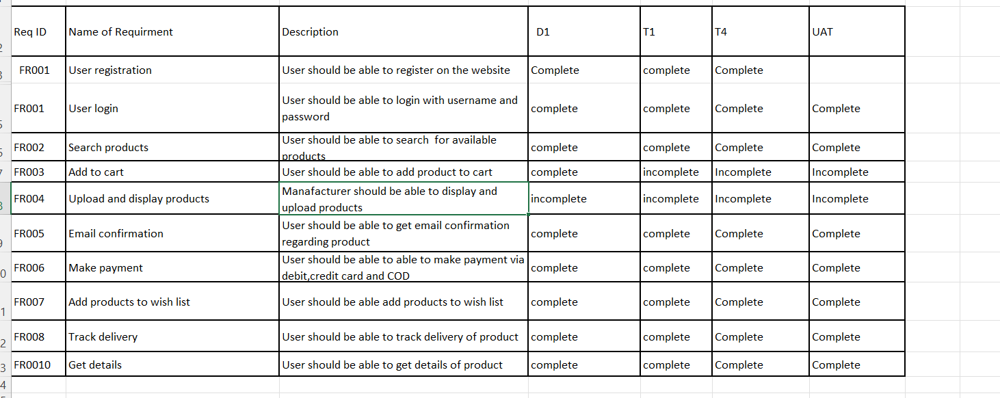 Req ID Name of Requirment Description D1 T1 T4 UAT
FR001 User registration User should be able to register on the website Complete complete Complete
FR001 User login User should be able to login with username and
password complete complete Complete Complete
FR002 Search products User should be able to search  for available
products complete complete Complete Complete
FR003 Add to cart User should be able to add product to cart complete incomplete Incomplete Incomplete
FR004 Upload and display products Manafacturer should be able to display and
upload products incomplete incomplete Incomplete Incomplete
FR005 Email confirmation User should be able to get email confirmation
regarding product complete complete Complete Complete
FR006 Make payment User should be able to able to make payment via
debit,credit card and COD complete complete Complete Complete
FR007 Add products to wish list User should be able add products to wish list complete complete Complete Complete
FR008 Track delivery User should be able to track delivery of product complete complete Complete Complete
FR0010 Get details User should be able to get details of product complete complete Complete Complete